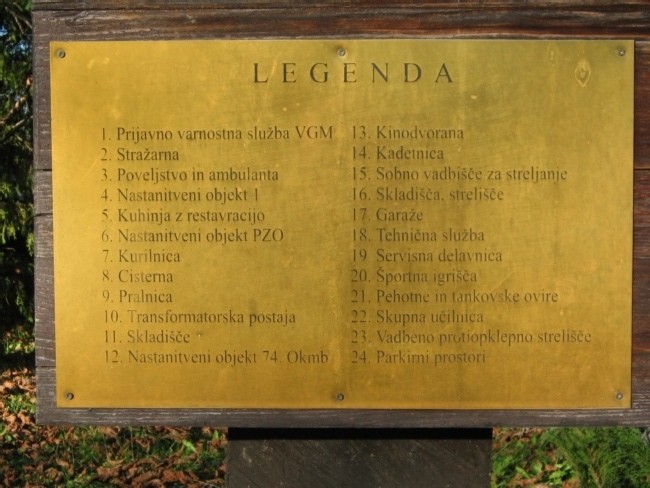 LEGENDA
1. Prijavno varnostna služba VGM
2. Stražarna
3. Poveljstvo in ambulanta
4. Nastanitveni objekt 1
5. Kuhinja z restavracijo
6. Nastanitveni objekt PZO
7. Kurilnica
8. Cisterna
9. Pralnica
10. Transformatorska postaja
11. Skladišče
12. Nastanitveni objekt 74. Okmb
13. Kinodvorana
14. Kadetnica
15. Sobno vadbišče za streljanje
16. Skladišča, strelišče
17. Garaže
18. Tehnična služba
19 Servisna delavnica
20. Športna igrišča
21. Pehotne in tankovske ovire
22. Skupna učilnica
23. Vadbeno protiopklepno strelišče
24. Parkirni prostori